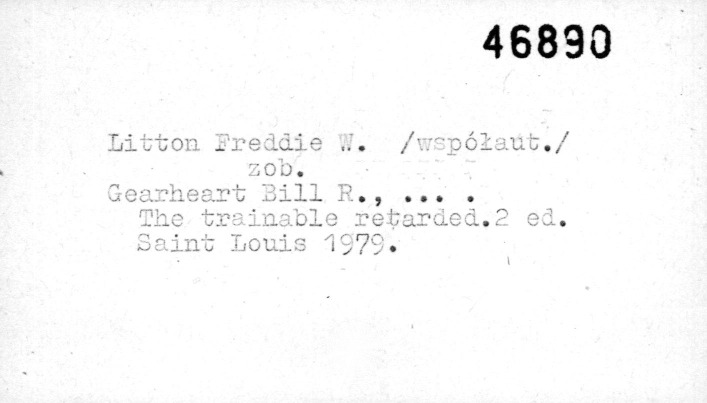 46890
Litton Freddie W. /współaut./
zob.
Gearheart Bill R., ... .
The trainable retarded.2 ed.
Saint Louis 1979.